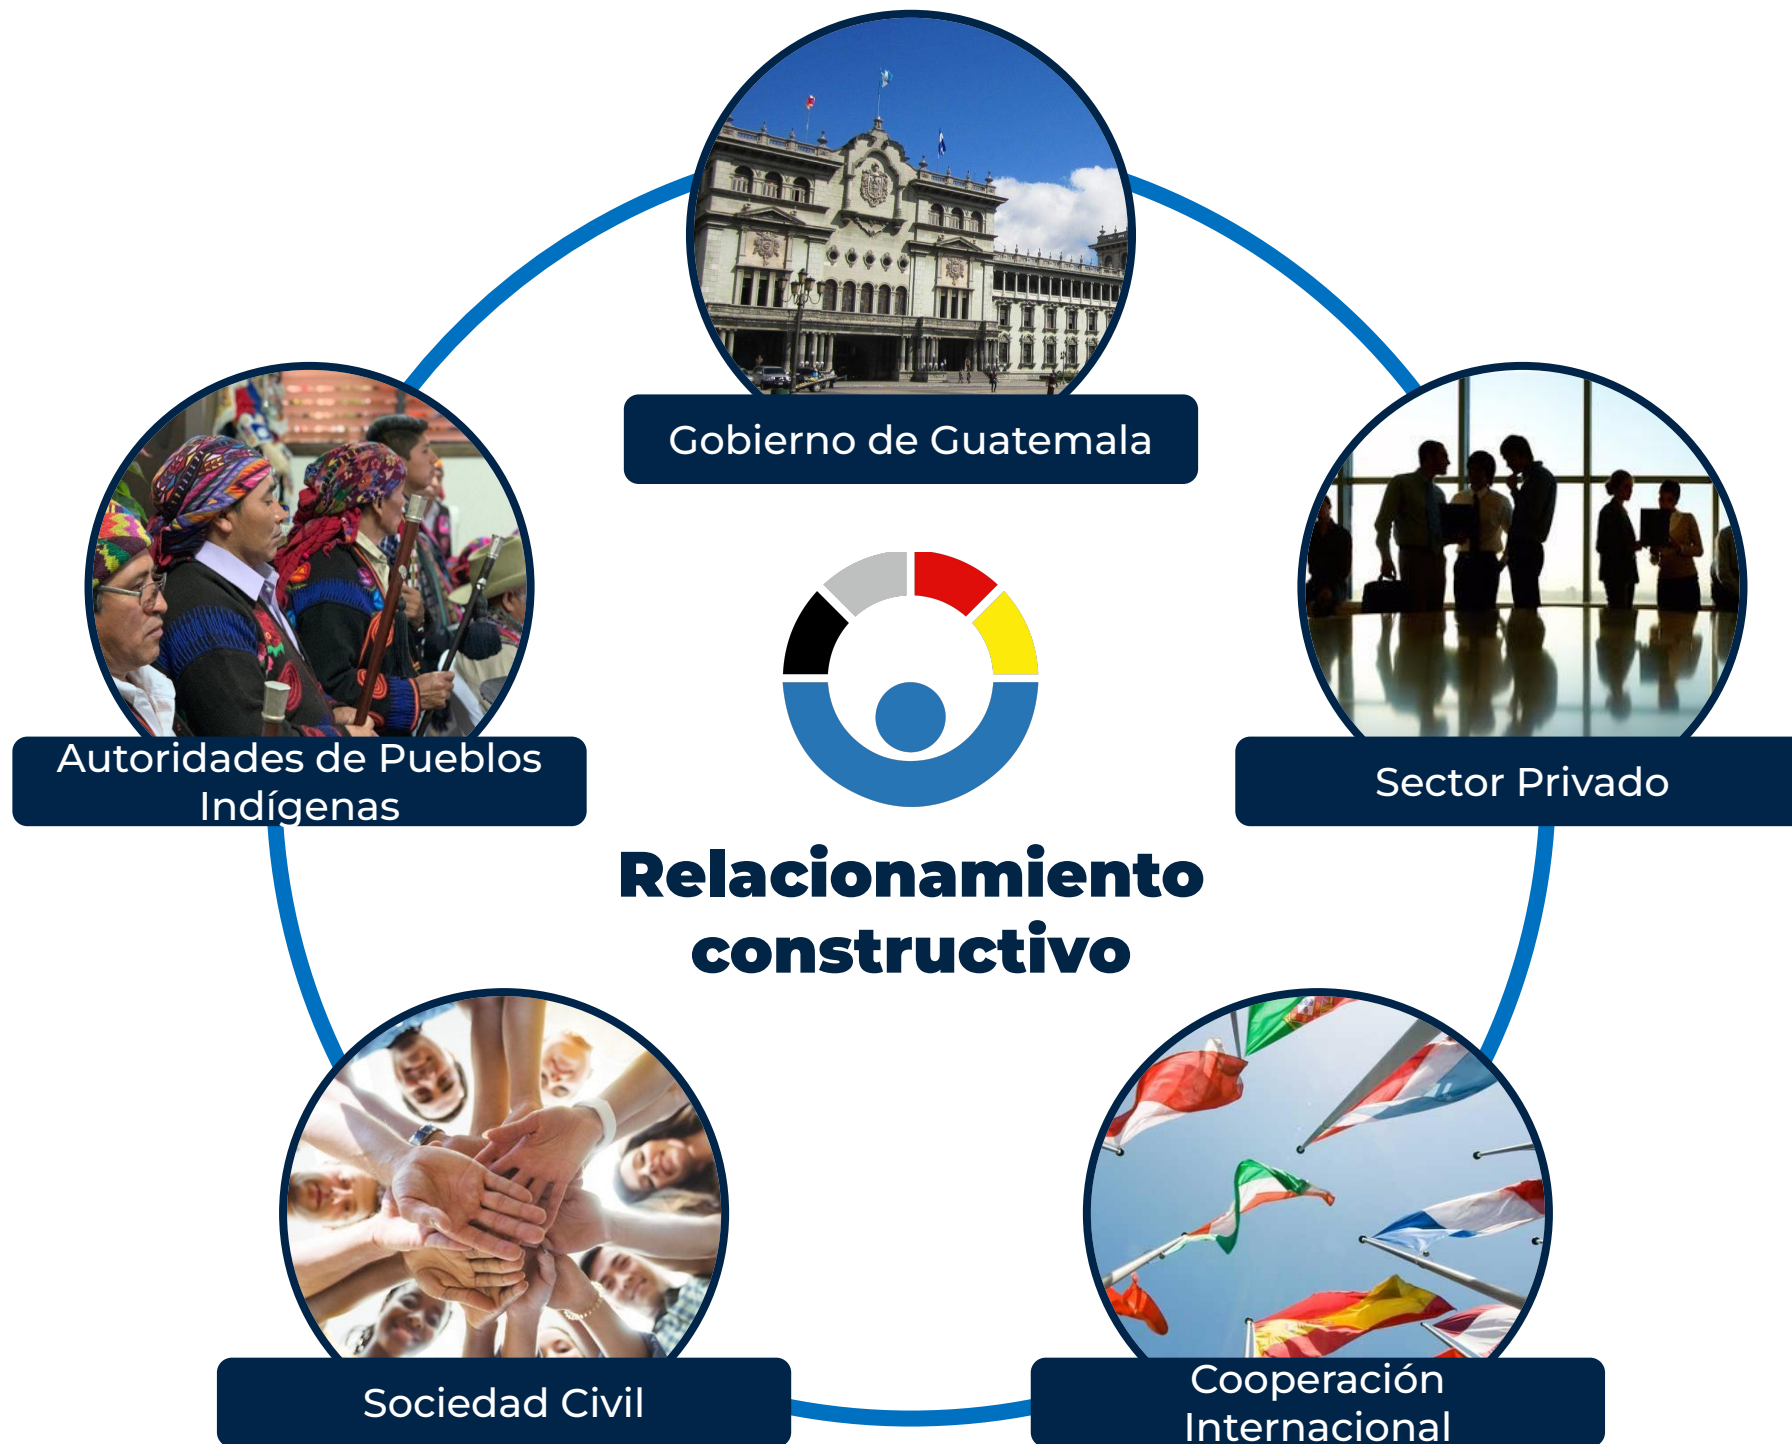 Gobierno de Guatemala
Autoridades de Pueblos
Indígenas
Sector Privado
Relacionamiento
constructivo
Sociedad Civil
Cooperación
Internacional